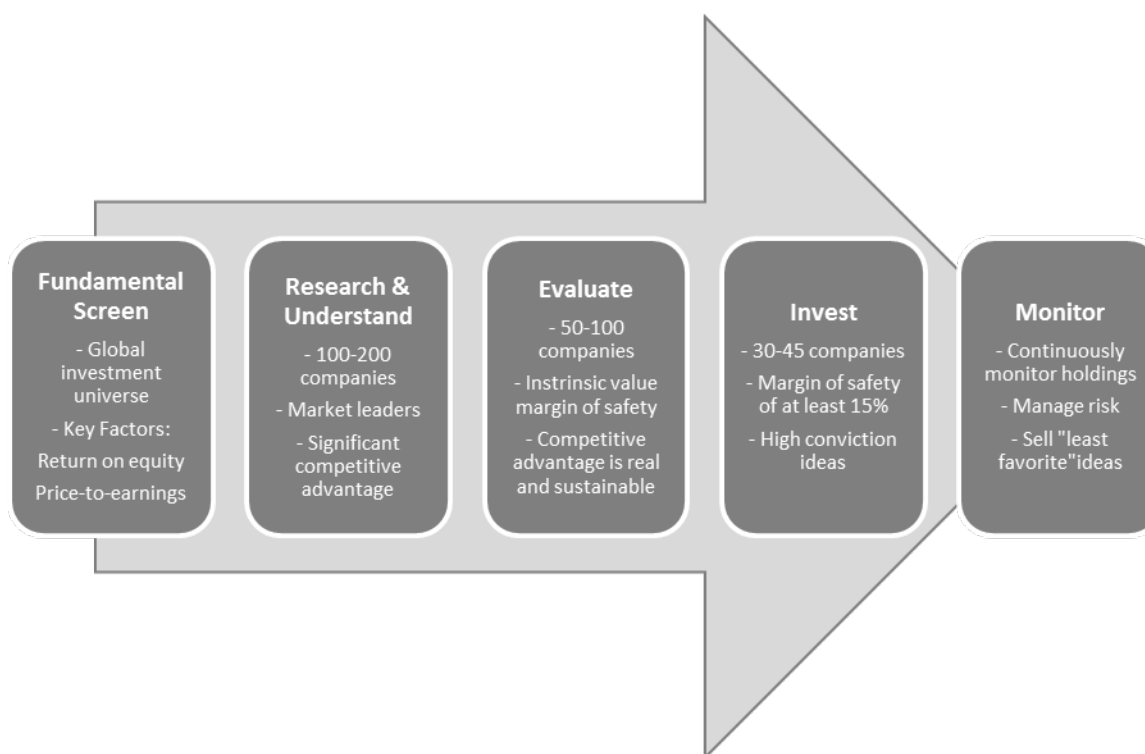 Fundamental
Screen
- Global
investment
universe
- Key Factors:
Return on equity
Price-to-earnings
Research &
Understand
- 100-200
companies
- Market leaders
- Significant
competitive
advantage
Evaluate
- 50-100
companies
- Instrinsic value
margin of safety
- Competitive
advantage is real
and sustainable
Invest
- 30-45 companies
- Margin of safety
of at least 15%
- High conviction
ideas
Monitor
- Continuously
monitor holdings
- Manage risk
- Sell "least
favorite"ideas